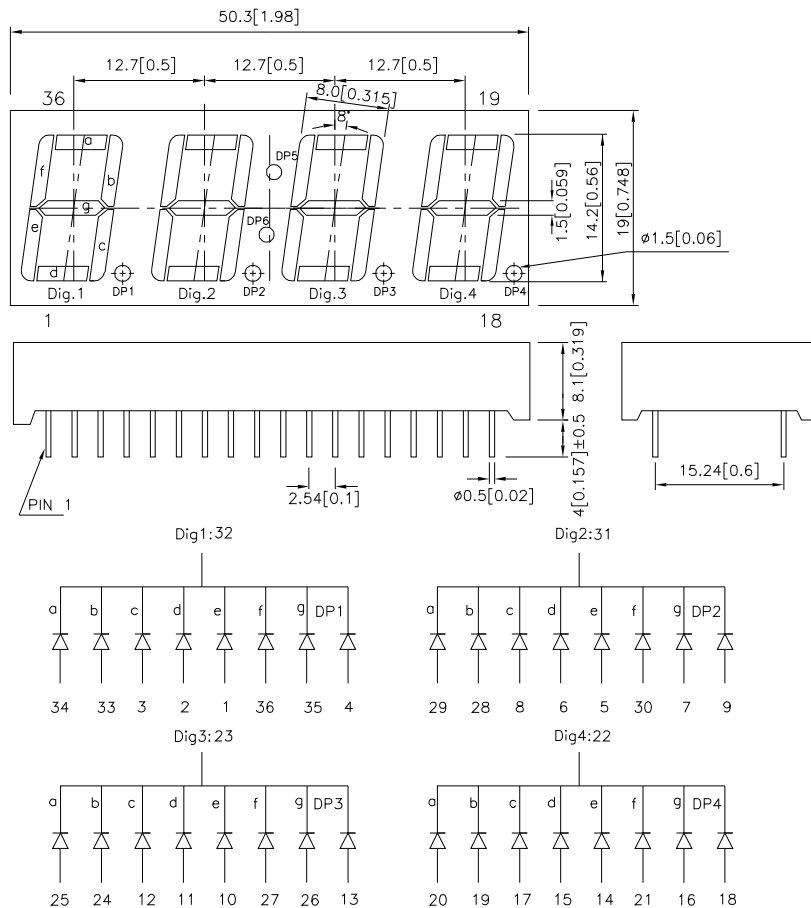 50.3[1.98]
12.7[0.5] 12.7[0.5] 12.7[0.5]
8.0[0.315]
36 19
8°
a
DP5
f b
g
DP6
e c
d
Dig.1 DP1 Dig.2 DP2 Dig.3 DP3 Dig.4 DP4
1.5[0.059]
14.2[0.56]
19[0.748]
ø1.5[0.06]
1 18
8.1[0.319]
4[0.157]±0.5
2.54[0.1] ø0.5[0.02]
15.24[0.6]
PIN 1
Dig1:32
a b c d e f g DP1
34 33 3 2 1 36 35 4
Dig2:31
a b c d e f g DP2
29 28 8 6 5 30 7 9
Dig3:23
a b c d e f g DP3
25 24 12 11 10 27 26 13
Dig4:22
a b c d e f g DP4
20 19 17 15 14 21 16 18